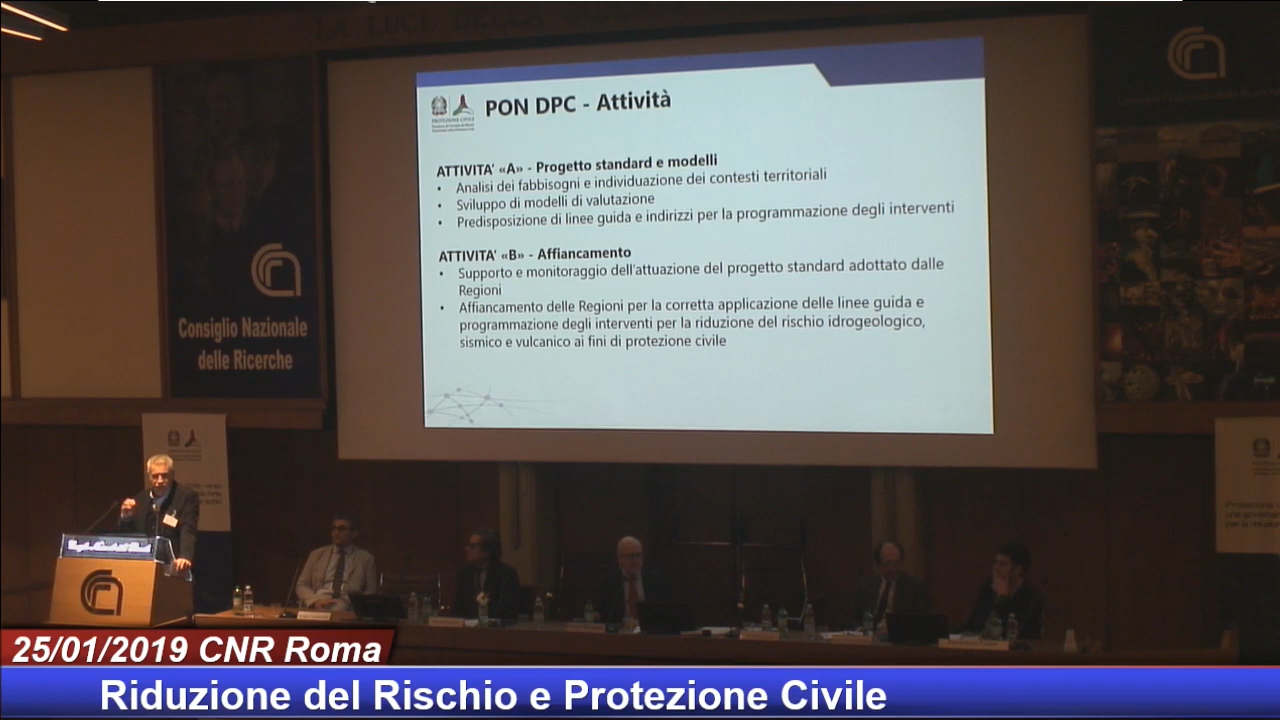 PON DPC - Attività
PROTEZIONE CIVILE
ATTIVITA' «A» - Progetto standard e modelli
• Analisi dei fabbisogni e individuazione dei contesti territoriali
• Sviluppo di modelli di valutazione
• Predisposizione di linee guida e indirizzi per la programmazione degli interventi
ATTIVITA' «B» - Affiancamento
• Supporto e monitoraggio dell'attuazione del progetto standard adottato dalle
Regioni
• Affiancamento delle Regioni per la corretta applicazione delle linee guida e
programmazione degli interventi per la riduzione del rischio idrogeologico,
sismico e vulcanico ai fini di protezione civile
Consiglio Nazionale
delle Ricerche
25/01/2019 CNR Roma
Riduzione del Rischio e Protezione Civile